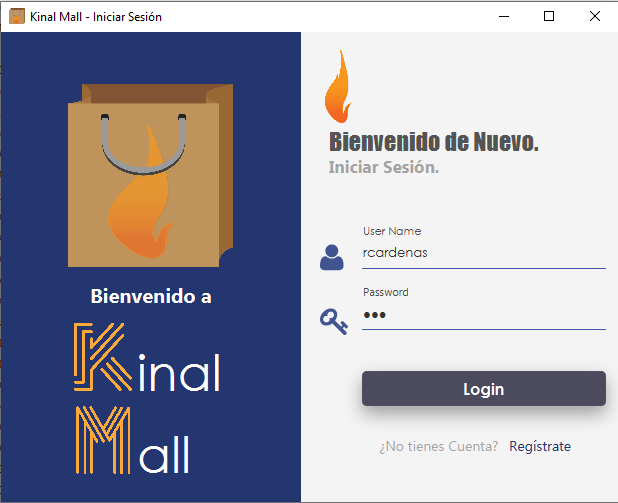 Kinal Mall - Iniciar Sesión
Bienvenido a
Kinal
Mall
Bienvenido de Nuevo.
Iniciar Sesión.
User Name
rcardenas
Password
•••
Login
¿No tienes Cuenta? Regístrate